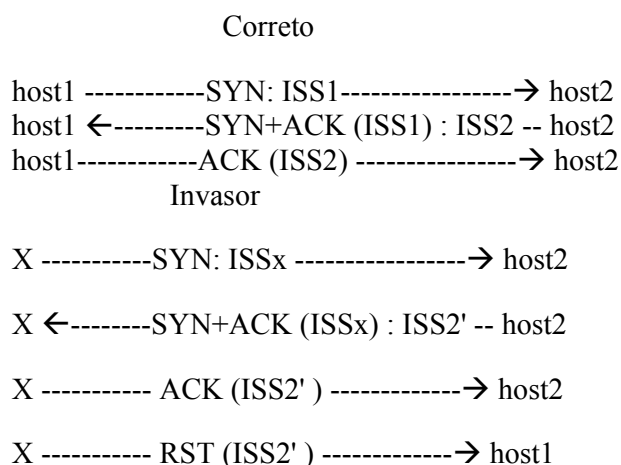 Correto
host1 ------------SYN: ISS1-----------------→ host2
host1 ←---------SYN+ACK (ISS1) : ISS2 -- host2
host1------------ACK (ISS2) ----------------→ host2
Invasor
X -----------SYN: ISSx -----------------→ host2
X ←--------SYN+ACK (ISSx) : ISS2' -- host2
X ----------- ACK (ISS2' ) -------------→ host2
X ----------- RST (ISS2' ) -------------→ host1